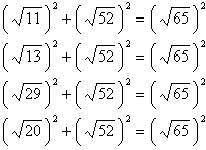 (√11)² + (√52)² = (√65)²
(√13)² + (√52)² = (√65)²
(√29)² + (√52)² = (√65)²
(√20)² + (√52)² = (√65)²